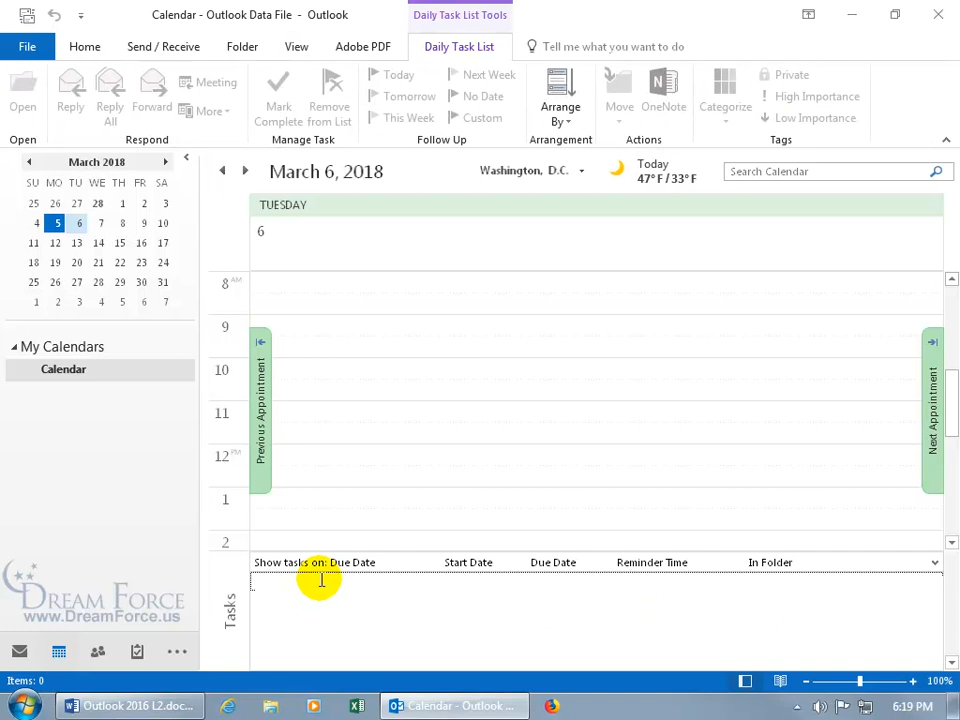 Calendar - Outlook Data File - Outlook
Daily Task List Tools
File
Home
Send / Receive
Folder
View
Adobe PDF
Daily Task List
Tell me what you want to do
Open
Reply
Reply All
Forward
Meeting
More
Mark Complete
Remove from List
Today
Tomorrow
This Week
Next Week
No Date
Custom
Arrange By
Move
OneNote
Categorize
Private
High Importance
Low Importance
Open
Respond
Manage Task
Follow Up
Arrangement
Actions
Tags
March 2018
SU MO TU WE TH FR SA
25 26 27 28 1 2 3
4 5 6 7 8 9 10
11 12 13 14 15 16 17
18 19 20 21 22 23 24
25 26 27 28 29 30 31
1 2 3 4 5 6 7
My Calendars
Calendar
March 6, 2018
Washington, D.C.
Today
47° F / 33° F
Search Calendar
TUESDAY
6
8 AM
9
10
11
12 PM
1
2
Previous Appointment
Next Appointment
Show tasks on: Due Date
Start Date
Due Date
Reminder Time
In Folder
Tasks
DREAM FORCE
www.DreamForce.us
Items: 0
100%
Outlook 2016 L2.doc...
Calendar - Outlook ...
6:19 PM